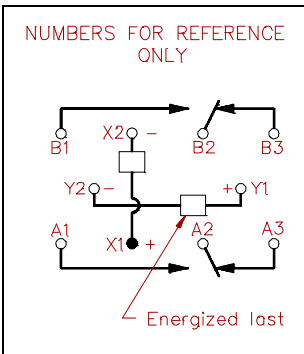 NUMBERS FOR REFERENCE
ONLY
X2 -
B1 B2 B3
Y2 - + Y1
A1 X1 + A2 A3
Energized last